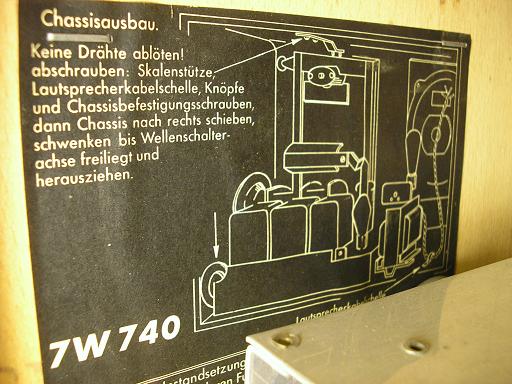 Chassisausbau.
Keine Drähte ablöten!
abschrauben: Skalenstütze,
Lautsprecherkabelschelle, Knöpfe
und Chassisbefestigungsschrauben,
dann Chassis nach rechts schieben,
schwenken bis Wellenschalter-
achse freiliegt und
herausziehen.
Lautsprecherkabelschelle
7W 740